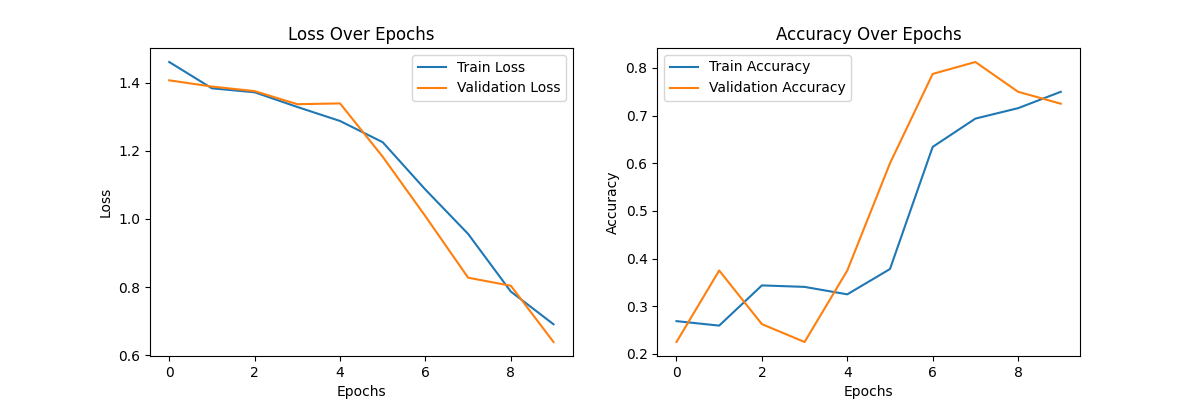 Loss Over Epochs
Train Loss
Validation Loss
1.4
1.2
1.0
0.8
0.6
Loss
0 2 4 6 8
Epochs
Accuracy Over Epochs
Train Accuracy
Validation Accuracy
0.8
0.7
0.6
0.5
0.4
0.3
0.2
Accuracy
0 2 4 6 8
Epochs